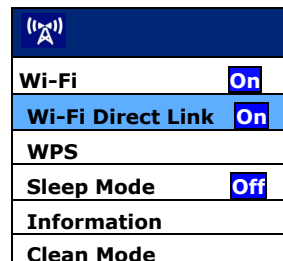 Wi-Fi On
Wi-Fi Direct Link On
WPS
Sleep Mode Off
Information
Clean Mode